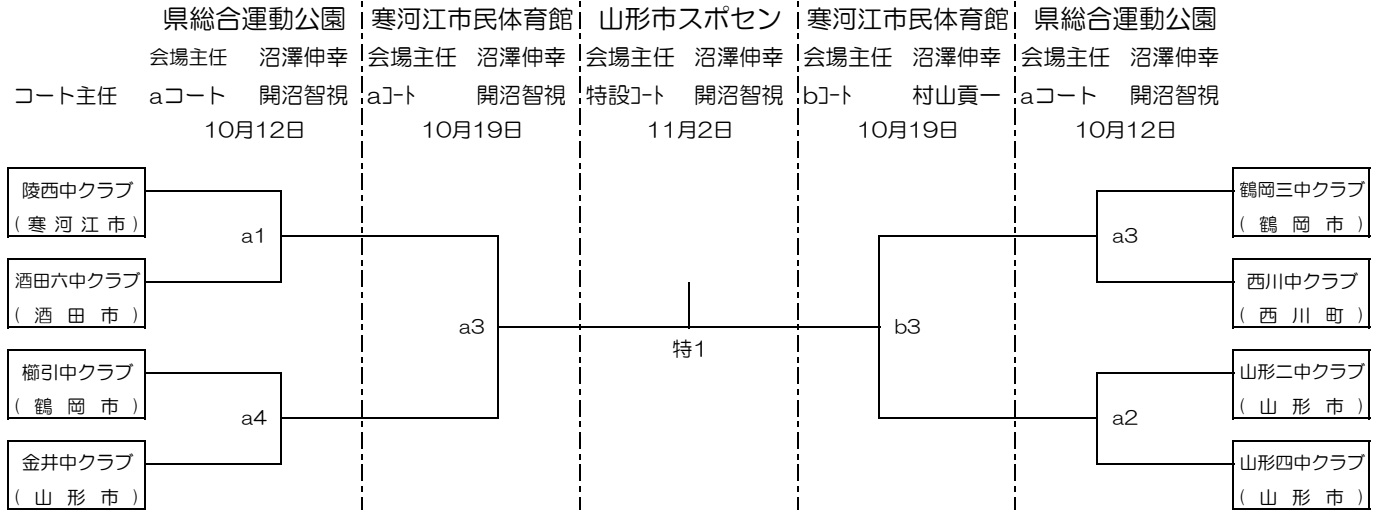 県総合運動公園 寒河江市民体育館 山形市スポセン 寒河江市民体育館 県総合運動公園
会場主任 沼澤伸幸 会場主任 沼澤伸幸 会場主任 沼澤伸幸 会場主任 沼澤伸幸 会場主任 沼澤伸幸
コート主任 aコート 開沼智視 aコート 開沼智視 特設コート 開沼智視 bコート 村山貢一 aコート 開沼智視
10月12日 10月19日 11月2日 10月19日 10月12日
陵西中クラブ 鶴岡三中クラブ
(寒河江市) (鶴岡市)
a1 a3
酒田六中クラブ 西川中クラブ
(酒田市) (西川町)
a3 b3
特1
櫛引中クラブ 山形二中クラブ
(鶴岡市) (山形市)
a4 a2
金井中クラブ 山形四中クラブ
(山形市) (山形市)